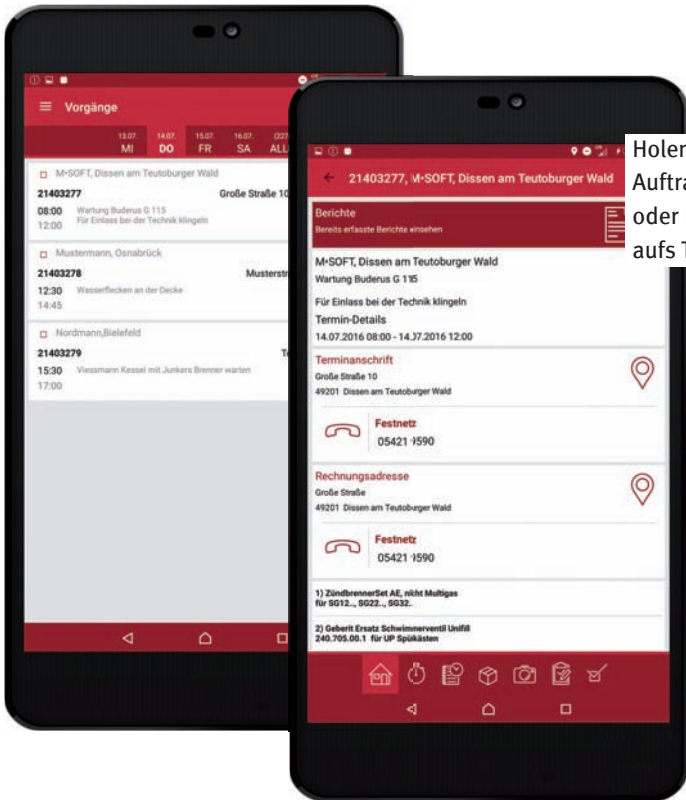 Vorgänge
13.07. 14.07. 15.07. 16.07.
MI DO FR SA
M•SOFT, Dissen am Teutoburger Wald
21403277 Große Straße 10
08:00 Wartung Buderus G 115
12:00 Für Einlass bei der Technik klingeln
Mustermann, Osnabrück
21403278
12:30 Wasserflecken an der Decke
14:45
Nordmann,Bielefeld
21403279
15:30 Viessmann Kessel mit Junkers Brenner warten
17:00
21403277, M•SOFT, Dissen am Teutoburger Wald
Berichte
Bereits erfasste Berichte einsehen
M•SOFT, Dissen am Teutoburger Wald
Wartung Buderus G 115
Für Einlass bei der Technik klingeln
Termin-Details
14.07.2016 08:00 - 14.07.2016 12:00
Terminanschrift
Große Straße 10
49201 Dissen am Teutoburger Wald
Festnetz
05421 9590
Rechnungsadresse
Große Straße
49201 Dissen am Teutoburger Wald
Festnetz
05421 9590
1) ZündbrennerSet AE, nicht Multigas
für SG12.., SG22.., SG32..
2) Geberit Ersatz Schwimmerventil Unifill
240.705.00.1 für UP Spükästen
oder